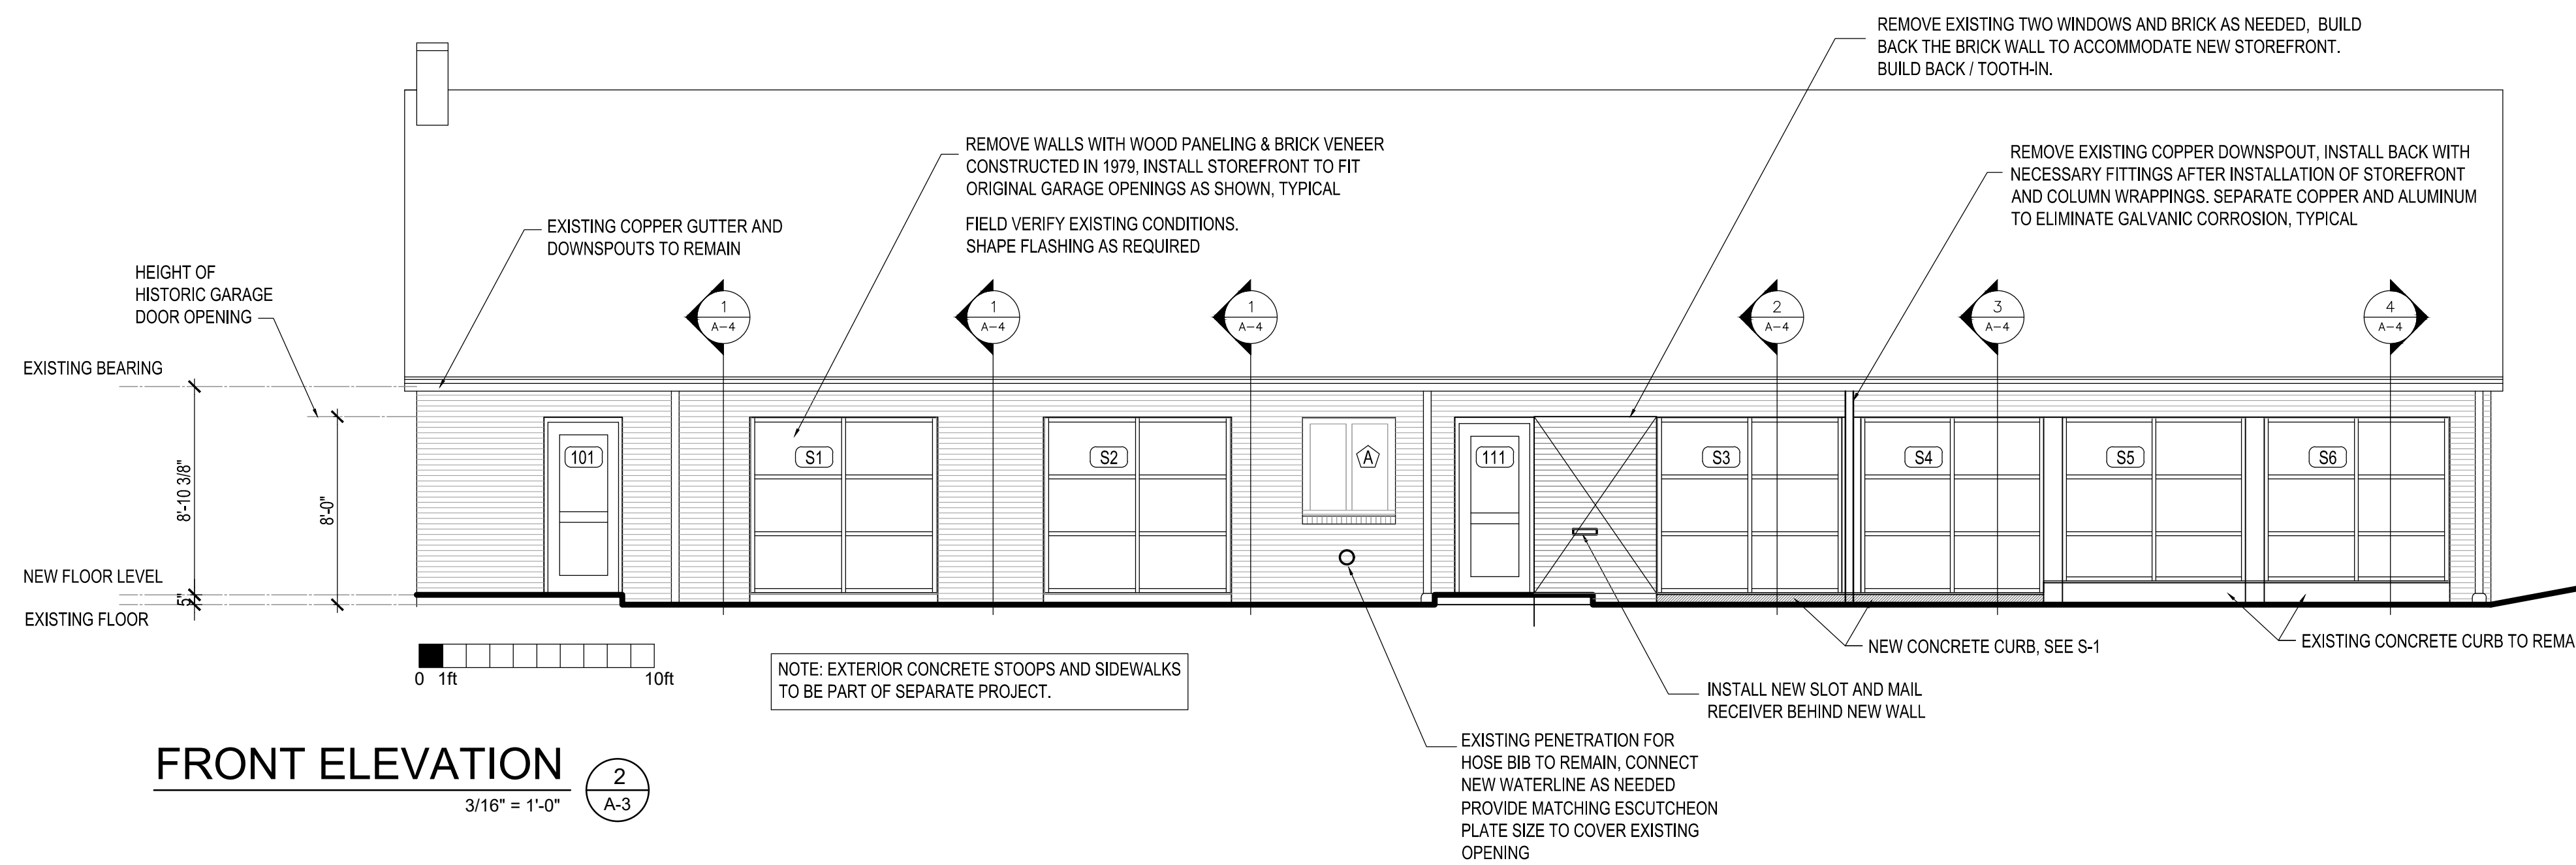 REMOVE EXISTING TWO WINDOWS AND BRICK AS NEEDED, BUILD
BACK THE BRICK WALL TO ACCOMMODATE NEW STOREFRONT.
BUILD BACK / TOOTH-IN.
REMOVE WALLS WITH WOOD PANELING & BRICK VENEER
CONSTRUCTED IN 1979, INSTALL STOREFRONT TO FIT
ORIGINAL GARAGE OPENINGS AS SHOWN, TYPICAL
FIELD VERIFY EXISTING CONDITIONS.
SHAPE FLASHING AS REQUIRED
REMOVE EXISTING COPPER DOWNSPOUT, INSTALL BACK WITH
NECESSARY FITTINGS AFTER INSTALLATION OF STOREFRONT
AND COLUMN WRAPPINGS. SEPARATE COPPER AND ALUMINUM
TO ELIMINATE GALVANIC CORROSION, TYPICAL
EXISTING COPPER GUTTER AND
DOWNSPOUTS TO REMAIN
HEIGHT OF
HISTORIC GARAGE
DOOR OPENING
1
A-4
1
A-4
1
A-4
2
A-4
3
A-4
4
A-4
EXISTING BEARING
8'-10 3/8"
8'-0"
101
S1
S2
A
111
S3
S4
S5
S6
NEW FLOOR LEVEL
5"
EXISTING FLOOR
0 1ft 10ft
NOTE: EXTERIOR CONCRETE STOOPS AND SIDEWALKS
TO BE PART OF SEPARATE PROJECT.
NEW CONCRETE CURB, SEE S-1
EXISTING CONCRETE CURB TO REMA
INSTALL NEW SLOT AND MAIL
RECEIVER BEHIND NEW WALL
EXISTING PENETRATION FOR
HOSE BIB TO REMAIN, CONNECT
NEW WATERLINE AS NEEDED
PROVIDE MATCHING ESCUTCHEON
PLATE SIZE TO COVER EXISTING
OPENING
FRONT ELEVATION
3/16" = 1'-0"
2
A-3